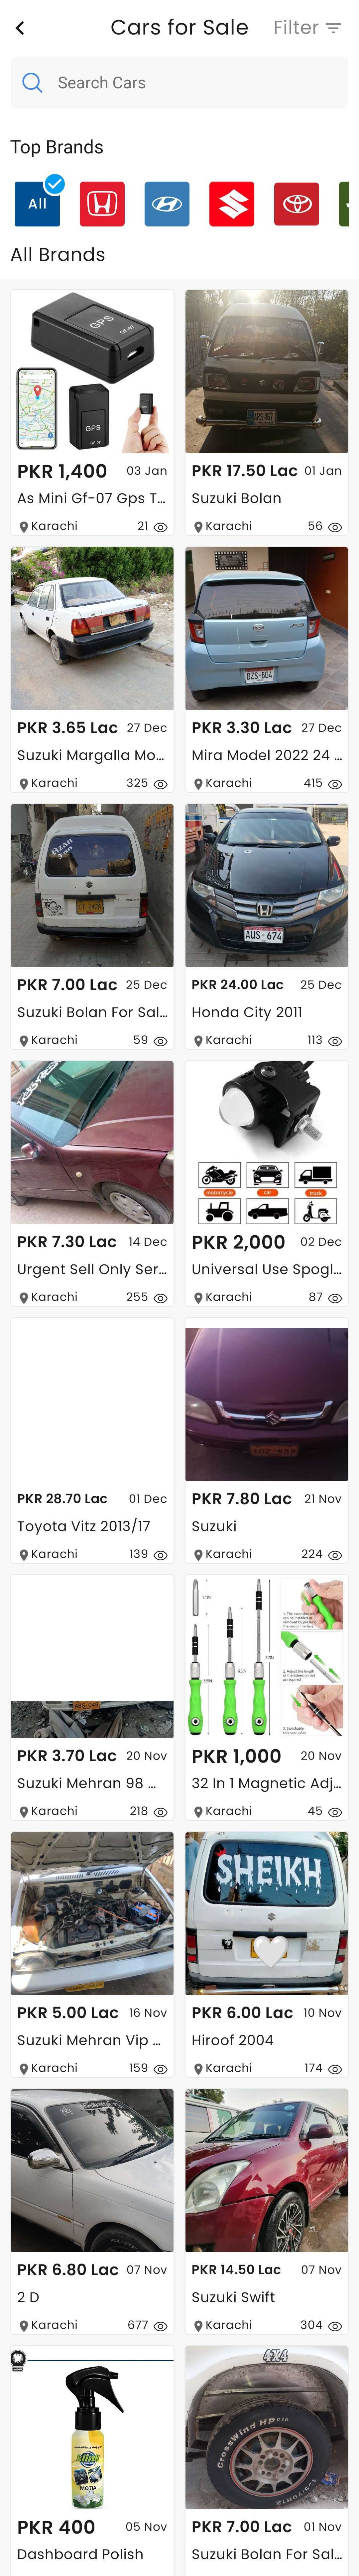 Cars for Sale
Filter
Search Cars
Top Brands
All
All Brands
GPS
GF-07
GPS
GF-07
PKR 1,400 03 Jan
As Mini Gf-07 Gps T...
Karachi 21
PKR 17.50 Lac 01 Jan
Suzuki Bolan
Karachi 56
PKR 3.65 Lac 27 Dec
Suzuki Margalla Mo...
Karachi 325
BZS-804
PKR 3.30 Lac 27 Dec
Mira Model 2022 24 ...
Karachi 415
PKR 7.00 Lac 25 Dec
Suzuki Bolan For Sal...
Karachi 59
AUS-674
PKR 24.00 Lac 25 Dec
Honda City 2011
Karachi 113
PKR 7.30 Lac 14 Dec
Urgent Sell Only Ser...
Karachi 255
motorcycle car truck
PKR 2,000 02 Dec
Universal Use Spogl...
Karachi 87
PKR 28.70 Lac 01 Dec
Toyota Vitz 2013/17
Karachi 139
PKR 7.80 Lac 21 Nov
Suzuki
Karachi 224
PKR 3.70 Lac 20 Nov
Suzuki Mehran 98 ...
Karachi 218
PKR 1,000 20 Nov
32 In 1 Magnetic Adj...
Karachi 45
PKR 5.00 Lac 16 Nov
Suzuki Mehran Vip ...
Karachi 159
SHEIKH
PKR 6.00 Lac 10 Nov
Hiroof 2004
Karachi 174
PKR 6.80 Lac 07 Nov
2 D
Karachi 677
PKR 14.50 Lac 07 Nov
Suzuki Swift
Karachi 304
MOTIA
PKR 400 05 Nov
Dashboard Polish
4X4
CrossWind HP
PKR 7.00 Lac 01 Nov
Suzuki Bolan For Sal...